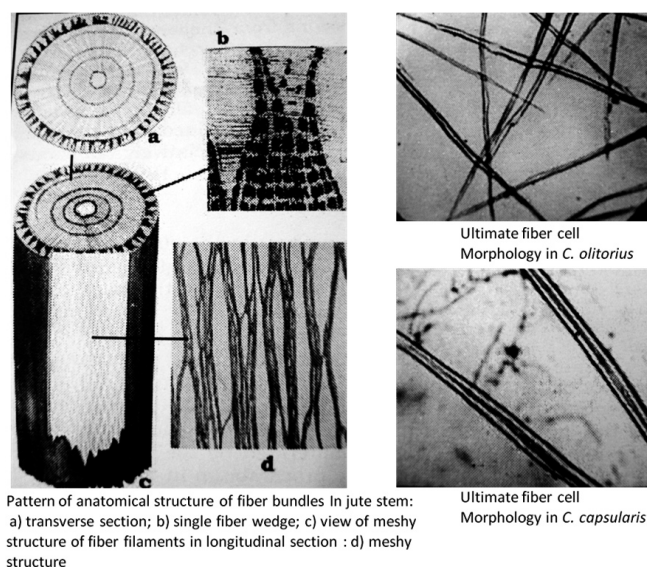 b
a
c
d
Pattern of anatomical structure of fiber bundles In jute stem:
a) transverse section; b) single fiber wedge; c) view of meshy
structure of fiber filaments in longitudinal section : d) meshy
structure
Ultimate fiber cell
Morphology in C. olitorius
Ultimate fiber cell
Morphology in C. capsularis